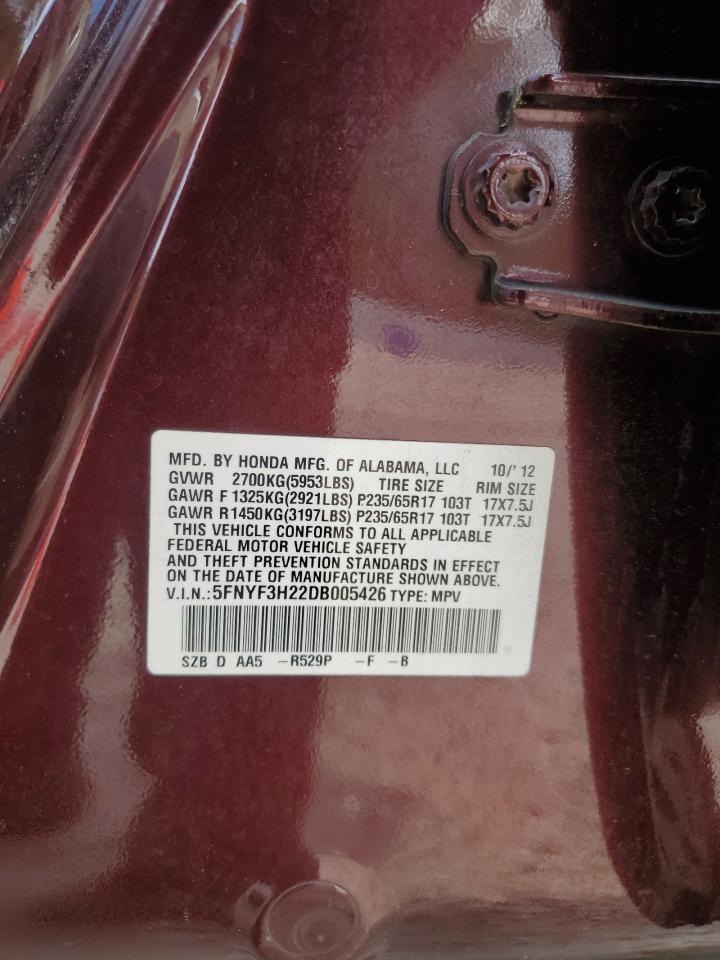 MFD. BY HONDA MFG. OF ALABAMA, LLC 10/'12
GVWR 2700KG(5953LBS) TIRE SIZE RIM SIZE
GAWR F 1325KG(2921LBS) P235/65R17 103T 17X7.5J
GAWR R1450KG(3197LBS) P235/65R17 103T 17X7.5J
THIS VEHICLE CONFORMS TO ALL APPLICABLE
FEDERAL MOTOR VEHICLE SAFETY
AND THEFT PREVENTION STANDARDS IN EFFECT
ON THE DATE OF MANUFACTURE SHOWN ABOVE.
V.I.N.:5FNYF3H22DB005426 TYPE: MPV
SZB D AA5 -R529P -F -B